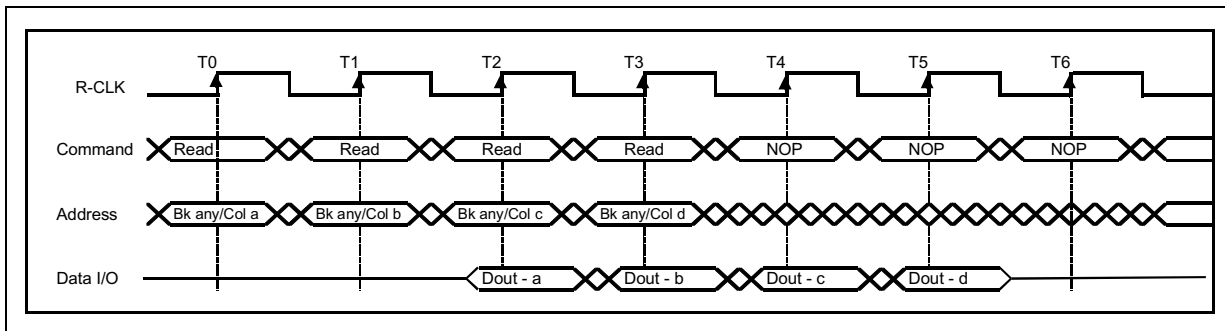 T0 T1 T2 T3 T4 T5 T6
R-CLK
Command Read Read Read Read NOP NOP NOP
Address Bk any/Col a Bk any/Col b Bk any/Col c Bk any/Col d
Data I/O Dout - a Dout - b Dout - c Dout - d